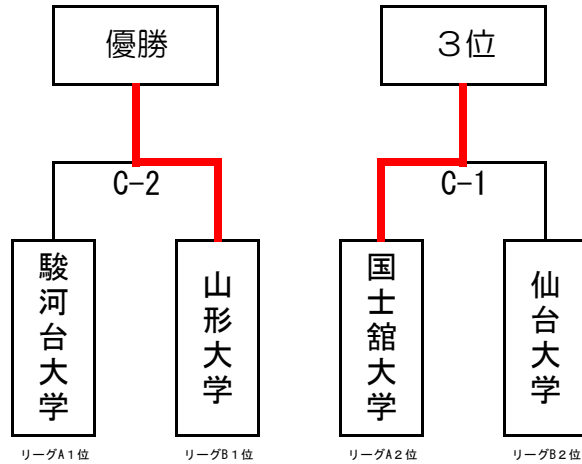 優勝
3位
C-2
C-1
駿河台大学
山形大学
国士舘大学
仙台大学
リーグA1位
リーグB1位
リーグA2位
リーグB2位